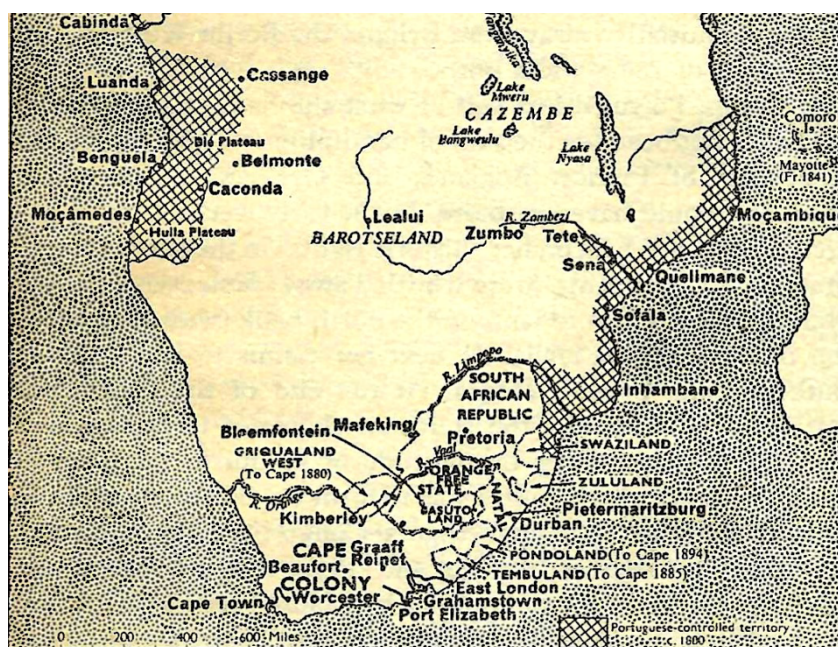 Cabinda
Luanda
Cassange
Bié Plateau
Benguela
Belmonte
Caconda
Moçâmedes
Huíla Plateau
Tanganyika
Lake
Mweru
CAZEMBE
Lake
Bangweulu
Lake
Nyasa
Comoro
Is
Mayotte
(Fr 1841)
Lealui
BAROTSELAND
R. Zambezi
Zumbo
Tete
Sena
Moçambique
Quelimane
Sofala
R. Limpopo
SOUTH
AFRICAN
REPUBLIC
Inhambane
Mafeking
Pretoria
Bloemfontein
GRIQUALAND
WEST
(To Cape 1880)
R. Vaal
ORANGE
FREE
STATE
SWAZILAND
ZULULAND
NATAL
BASUTO
LAND
R. Orange
Kimberley
Pietermaritzburg
Durban
CAPE
COLONY
Graaff
Reinet
Beaufort
PONDOLAND (To Cape 1894)
TEMBULAND (To Cape 1885)
East London
Grahamstown
Port Elizabeth
Cape Town
Worcester
0 200 400 600 Miles
Portuguese-controlled territory
c. 1800